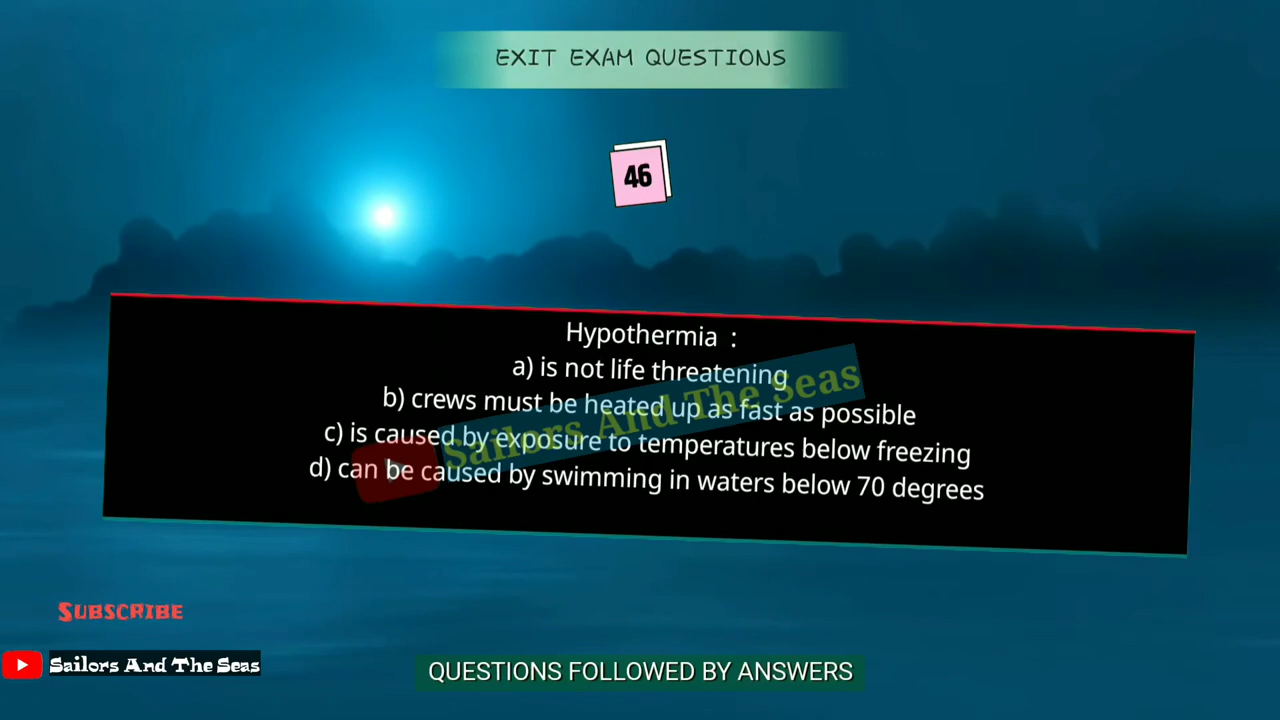 EXIT EXAM QUESTIONS
46
Hypothermia :
a) is not life threatening
b) crews must be heated up as fast as possible
c) is caused by exposure to temperatures below freezing
d) can be caused by swimming in waters below 70 degrees
Sailors And The Seas
SUBSCRIBE
Sailors And The Seas
QUESTIONS FOLLOWED BY ANSWERS